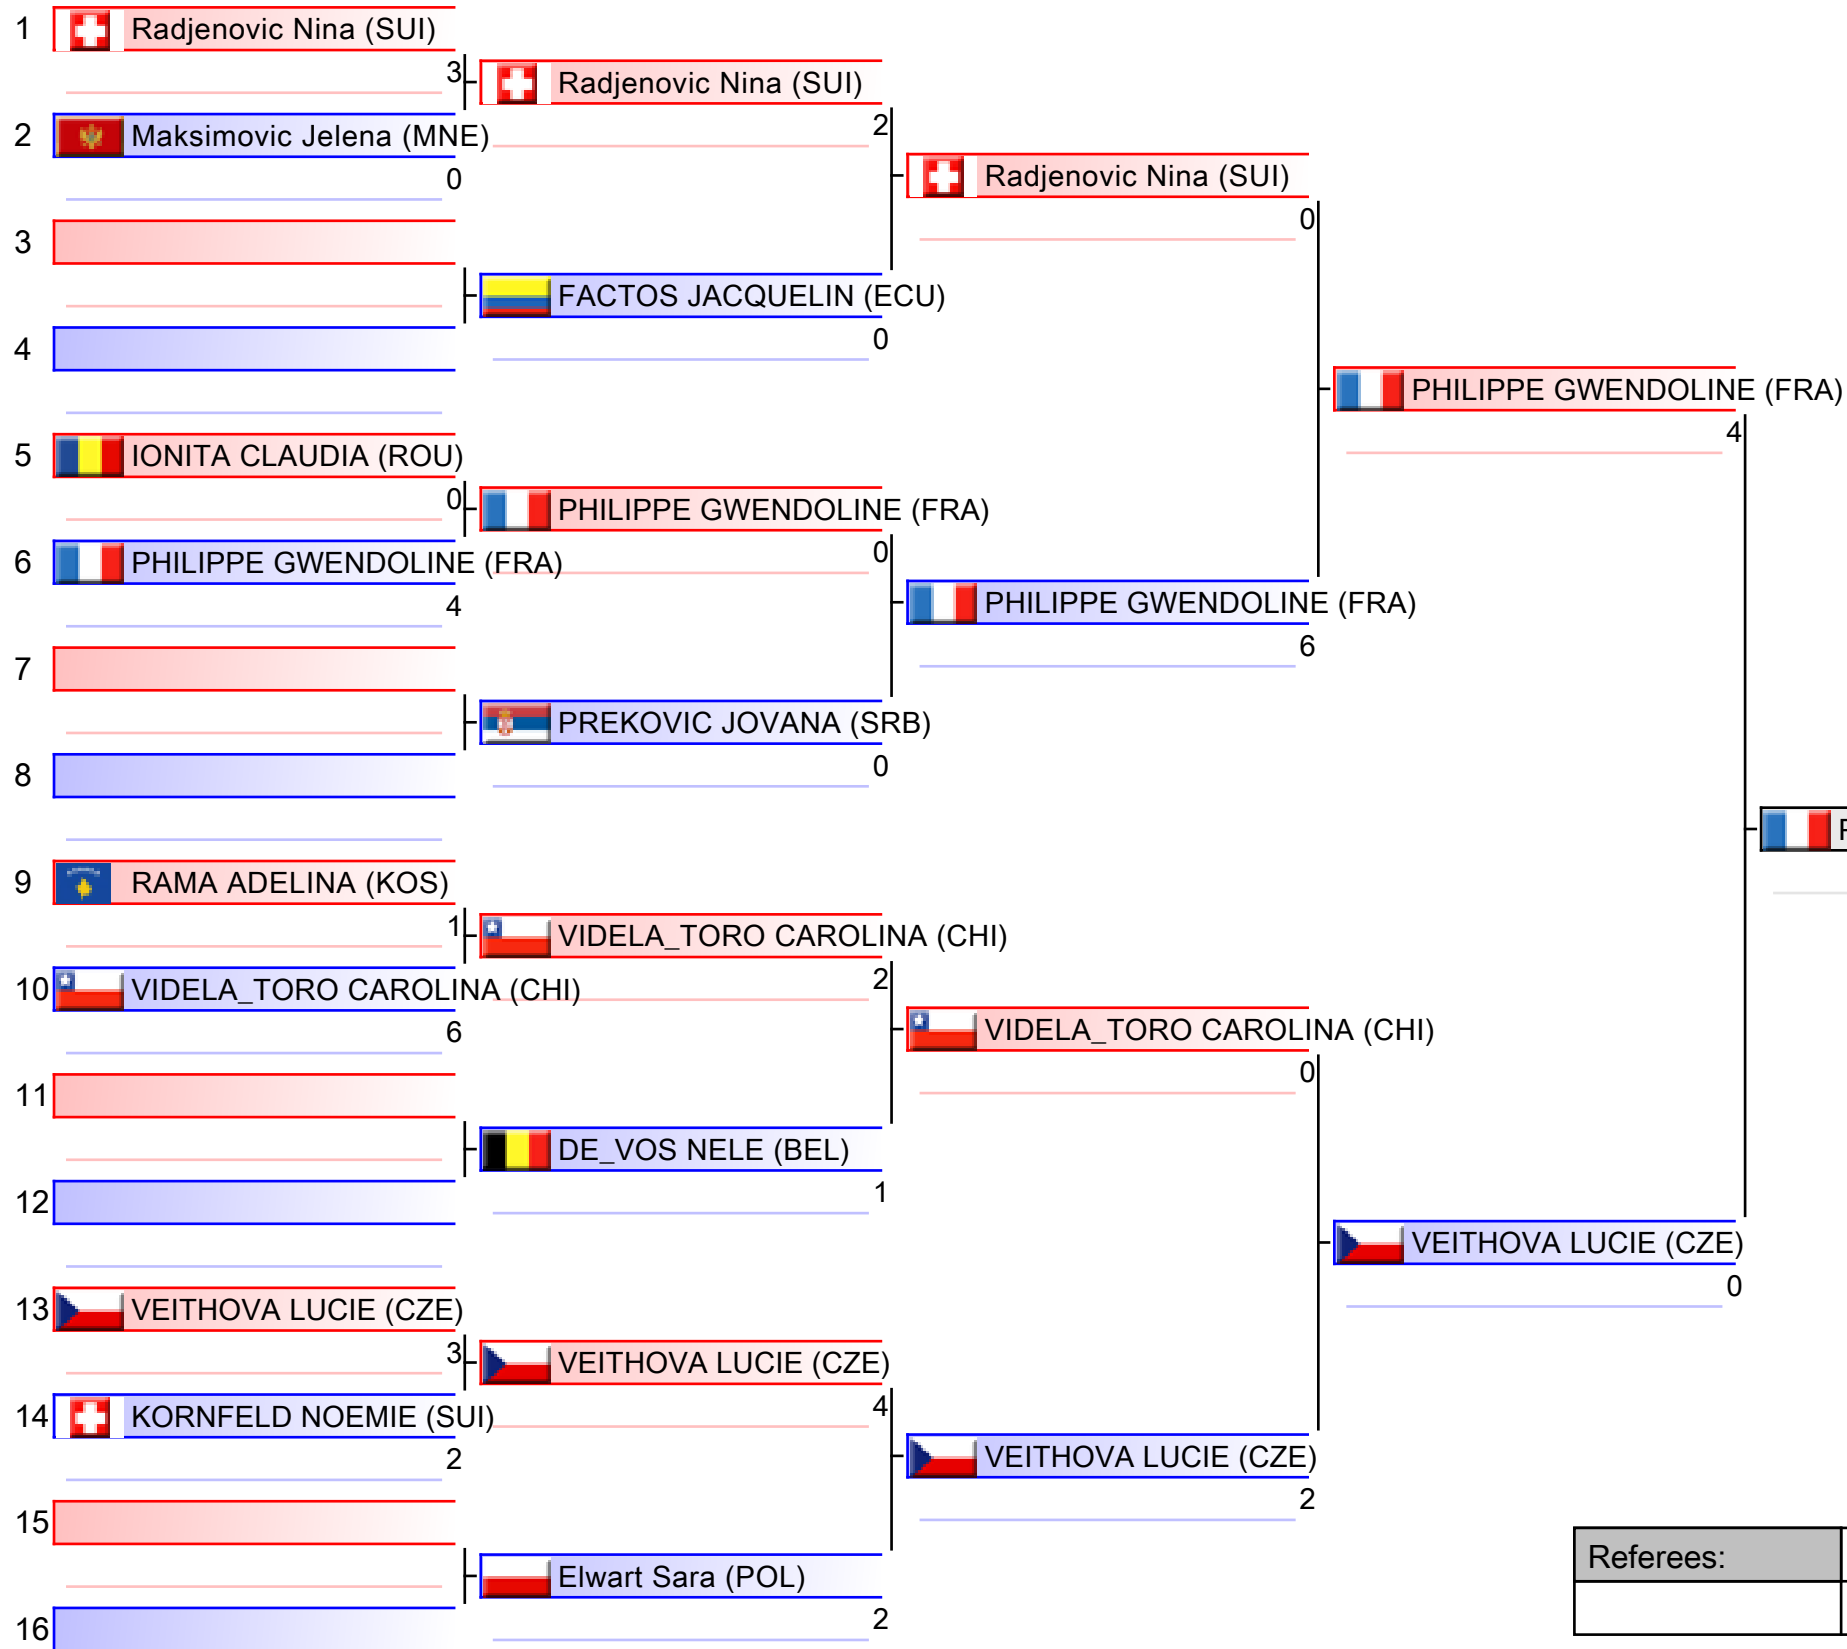 1 Radjenovic Nina (SUI)
3
2 Maksimovic Jelena (MNE)
0
3
4
5 IONITA CLAUDIA (ROU)
0
6 PHILIPPE GWENDOLINE (FRA)
4
7
8
9 RAMA ADELINA (KOS)
1
10 VIDELA_TORO CAROLINA (CHI)
6
11
12
13 VEITHOVA LUCIE (CZE)
3
14 KORNFELD NOEMIE (SUI)
2
15
16
Radjenovic Nina (SUI)
2
FACTOS JACQUELIN (ECU)
0
PHILIPPE GWENDOLINE (FRA)
0
PREKOVIC JOVANA (SRB)
0
VIDELA_TORO CAROLINA (CHI)
2
DE_VOS NELE (BEL)
1
VEITHOVA LUCIE (CZE)
4
Elwart Sara (POL)
2
Radjenovic Nina (SUI)
0
PHILIPPE GWENDOLINE (FRA)
6
VIDELA_TORO CAROLINA (CHI)
0
VEITHOVA LUCIE (CZE)
2
PHILIPPE GWENDOLINE (FRA)
4
VEITHOVA LUCIE (CZE)
0
Referees: